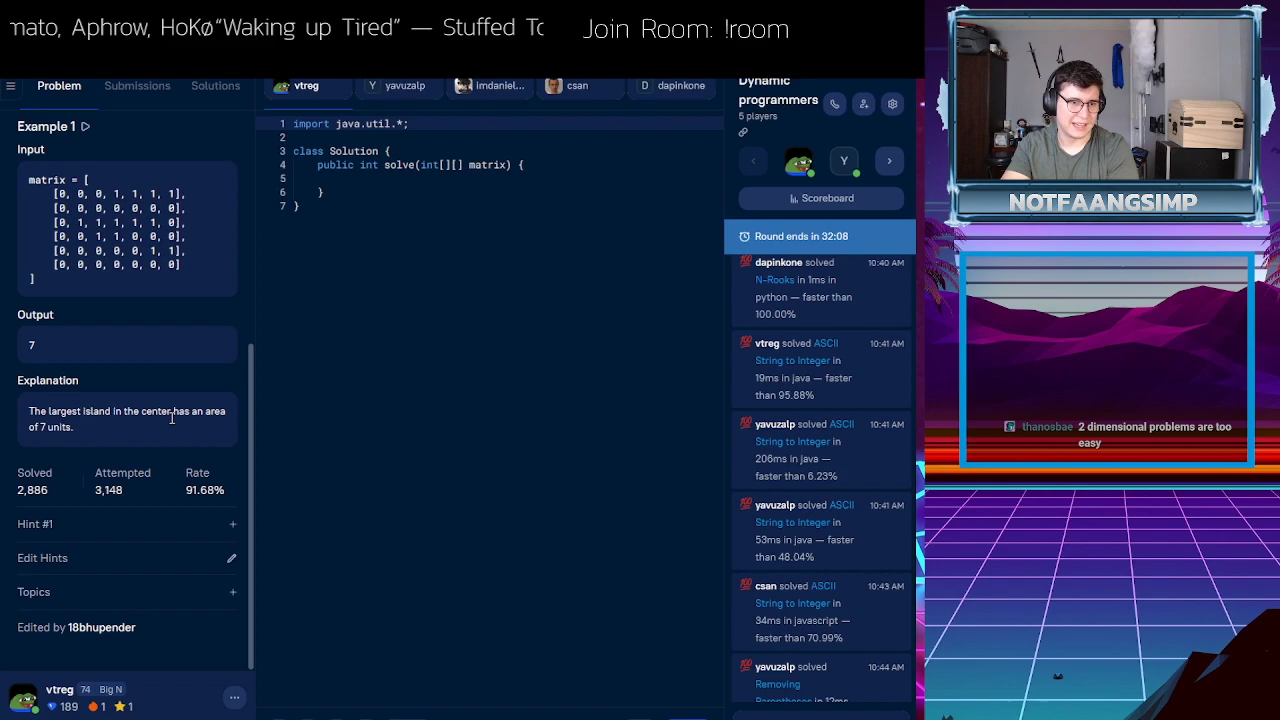 mato, Aphrow, HoKø “Waking up Tired” — Stuffed To
Join Room: !room
Problem
Submissions
Solutions
Example 1
Input
matrix = [
[0, 0, 0, 1, 1, 1, 1],
[0, 0, 0, 0, 0, 0, 0],
[0, 1, 1, 1, 1, 1, 0],
[0, 0, 1, 1, 0, 0, 0],
[0, 0, 0, 0, 0, 1, 1],
[0, 0, 0, 0, 0, 0, 0]
]
Output
7
Explanation
The largest island in the center has an area
of 7 units.
Solved
Attempted
Rate
2,886
3,148
91.68%
Hint #1
+
Edit Hints
Topics
+
Edited by 18bhupender
vtreg 74 Big N
189 1 1
vtreg
Y yavuzalp
imdaniel...
csan
D dapinkone
1 import java.util.*;
2
3 class Solution {
4 public int solve(int[][] matrix) {
5
6 }
7 }
Dynamic
programmers
5 players
Y
Scoreboard
Round ends in 32:08
dapinkone solved
10:40 AM
N-Rooks in 1ms in
python — faster than
100.00%
vtreg solved ASCII
10:41 AM
String to Integer in
19ms in java — faster
than 95.88%
yavuzalp solved ASCII
10:41 AM
String to Integer in
206ms in java —
faster than 6.23%
yavuzalp solved ASCII
10:41 AM
String to Integer in
53ms in java — faster
than 48.04%
csan solved ASCII
10:43 AM
String to Integer in
34ms in javascript —
faster than 70.99%
yavuzalp solved
10:44 AM
Removing
Parentheses in 12ms
NOTFAANGSIMP
thanosbae 2 dimensional problems are too
easy